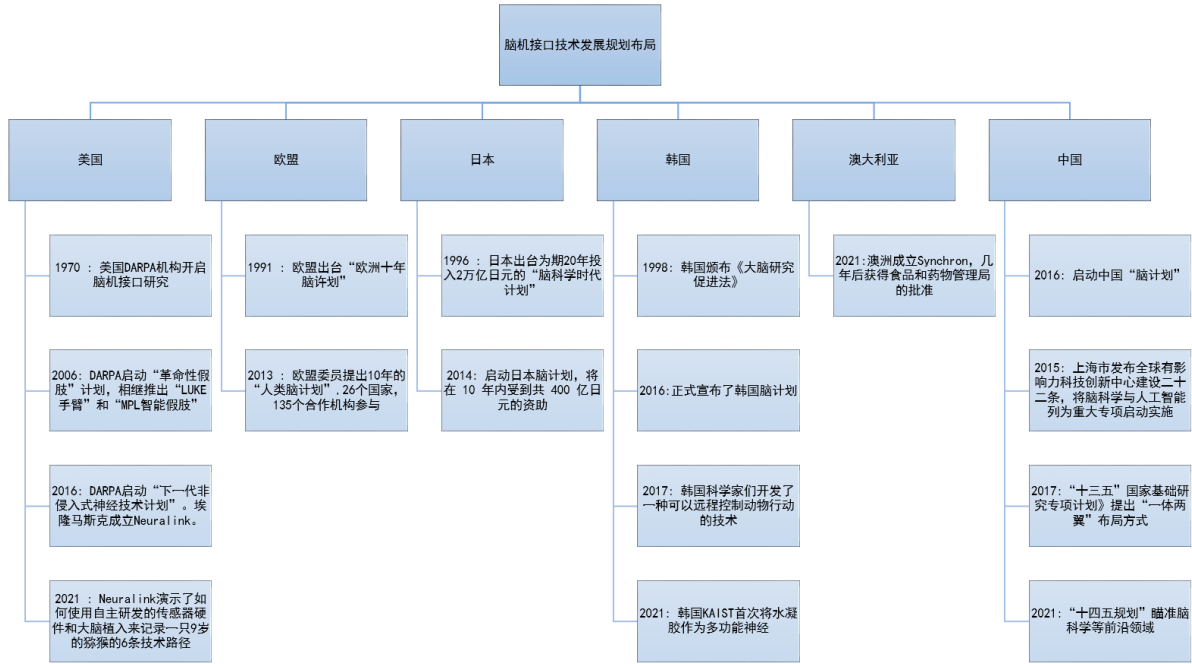 脑机接口技术发展规划布局
美国
欧盟
日本
韩国
澳大利亚
中国
1970 : 美国DARPA机构开启
脑机接口研究
2006: DARPA启动“革命性假
肢”计划，相继推出“LUKE
手臂”和“MPL智能假肢”
2016: DARPA启动“下一代非
侵入式神经技术计划”。埃
隆马斯克成立Neuralink。
2021 : Neuralink演示了如
何使用自主研发的传感器硬
件和大脑植入来记录一只9岁
的猕猴的6条技术路径
1991 : 欧盟出台“欧洲十年
脑许划”
2013 : 欧盟委员提出10年的
“人类脑计划”.26个国家，
135个合作机构参与
1996 : 日本出台为期20年投
入2万亿日元的“脑科学时代
计划”
2014: 启动日本脑计划，将
在 10 年内受到共 400 亿日
元的资助
1998: 韩国颁布《大脑研究
促进法》
2016:正式宣布了韩国脑计划
2017: 韩国科学家们开发了
一种可以远程控制动物行动
的技术
2021: 韩国KAIST首次将水凝
胶作为多功能神经
2021:澳洲成立Synchron，几
年后获得食品和药物管理局
的批准
2016: 启动中国“脑计划”
2015: 上海市发布全球有影
响力科技创新中心建设二十
二条，将脑科学与人工智能
列为重大专项启动实施
2017:“十三五”国家基础研
究专项计划》提出“一体两
翼”布局方式
2021:“十四五规划”瞄准脑
科学等前沿领域